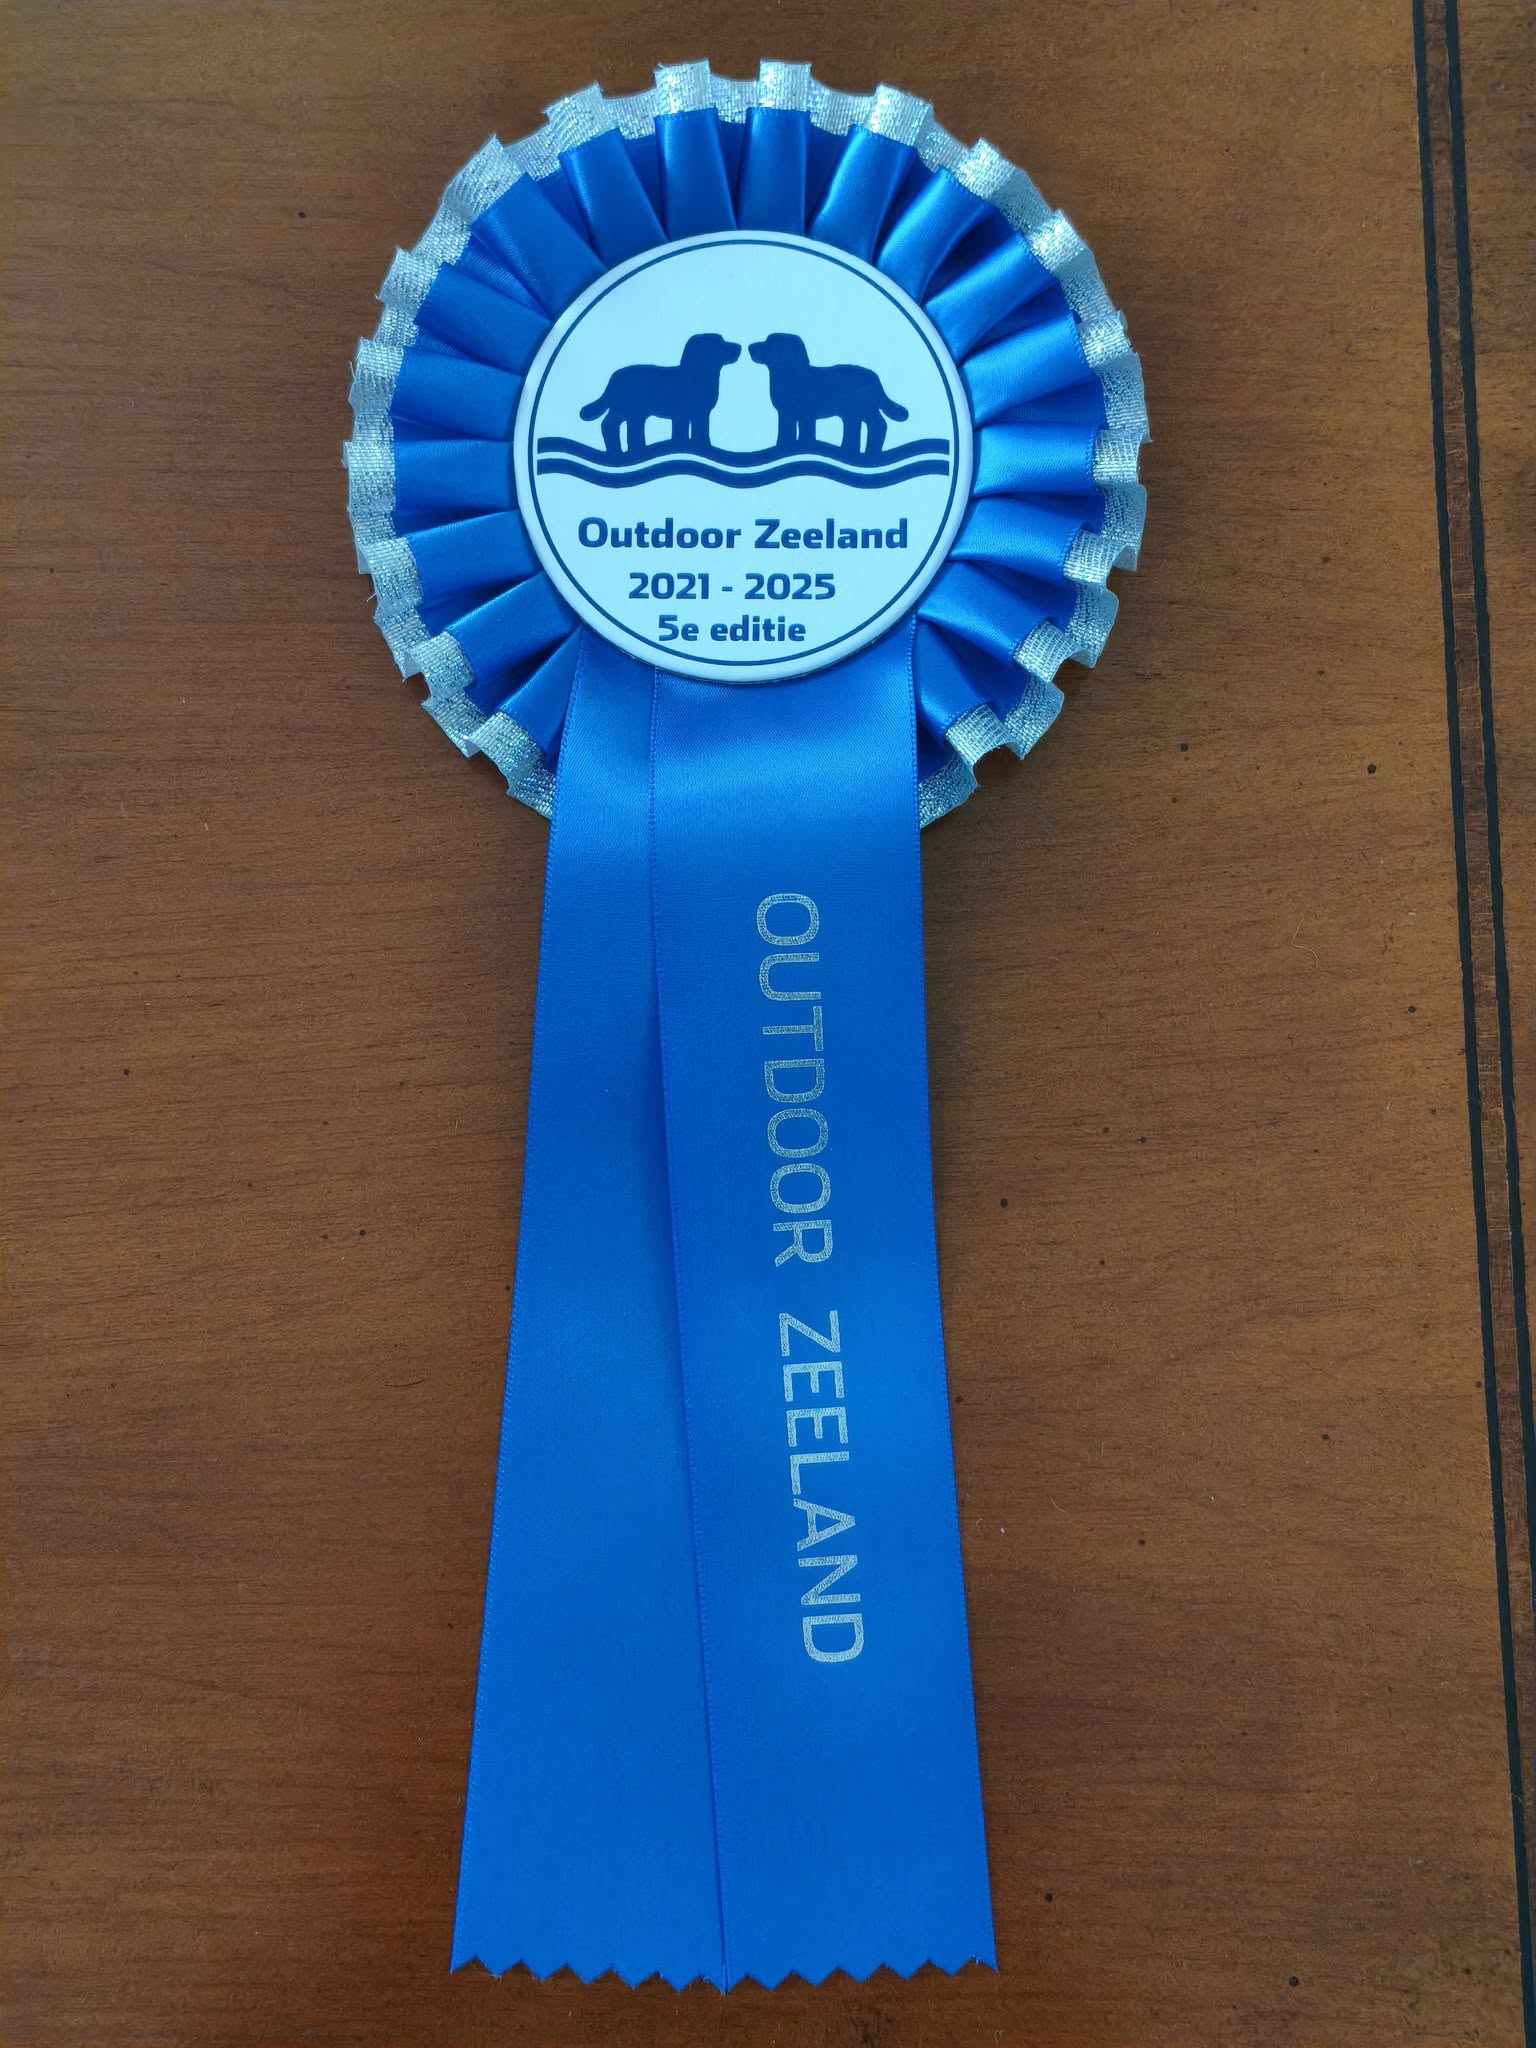 Outdoor Zeeland
2021 - 2025
5e editie
OUTDOOR ZEELAND